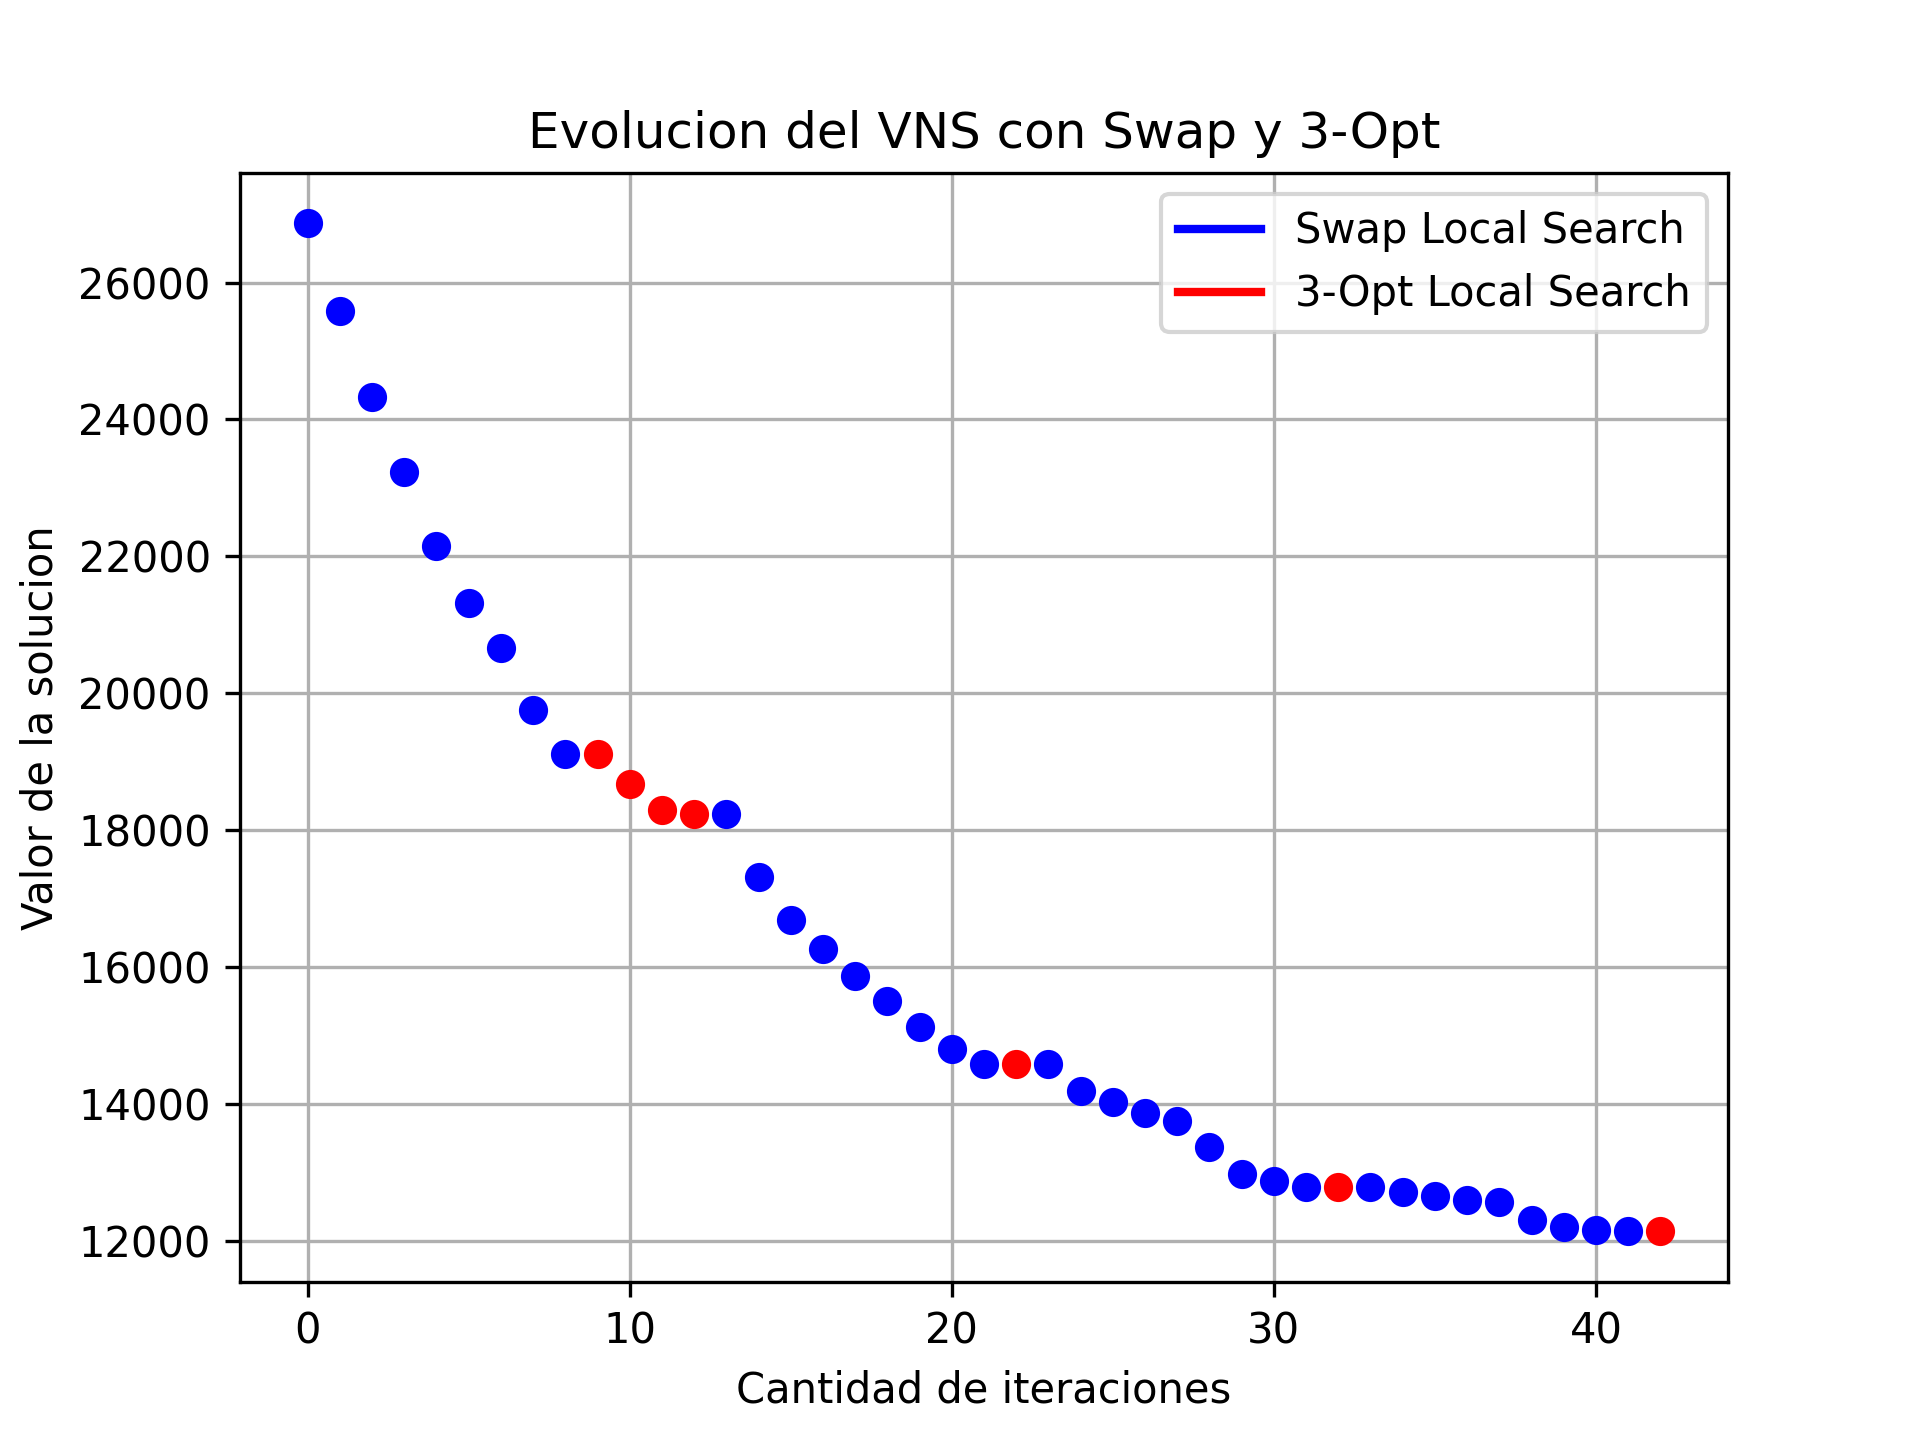 Evolucion del VNS con Swap y 3-Opt
Swap Local Search
3-Opt Local Search
Valor de la solucion
26000
24000
22000
20000
18000
16000
14000
12000
0 10 20 30 40
Cantidad de iteraciones